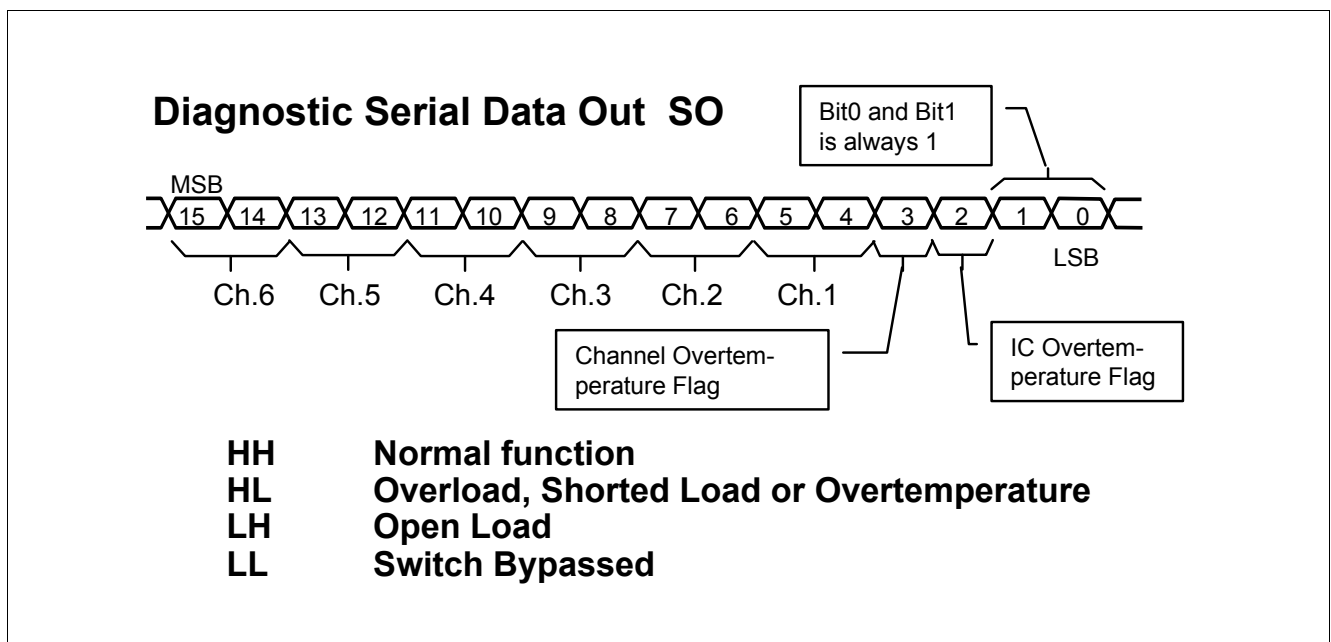 Diagnostic Serial Data Out SO
Bit0 and Bit1
is always 1
MSB
15 14 13 12 11 10 9 8 7 6 5 4 3 2 1 0
LSB
Ch.6 Ch.5 Ch.4 Ch.3 Ch.2 Ch.1
Channel Overtem-
perature Flag
IC Overtem-
perature Flag
HH Normal function
HL Overload, Shorted Load or Overtemperature
LH Open Load
LL Switch Bypassed